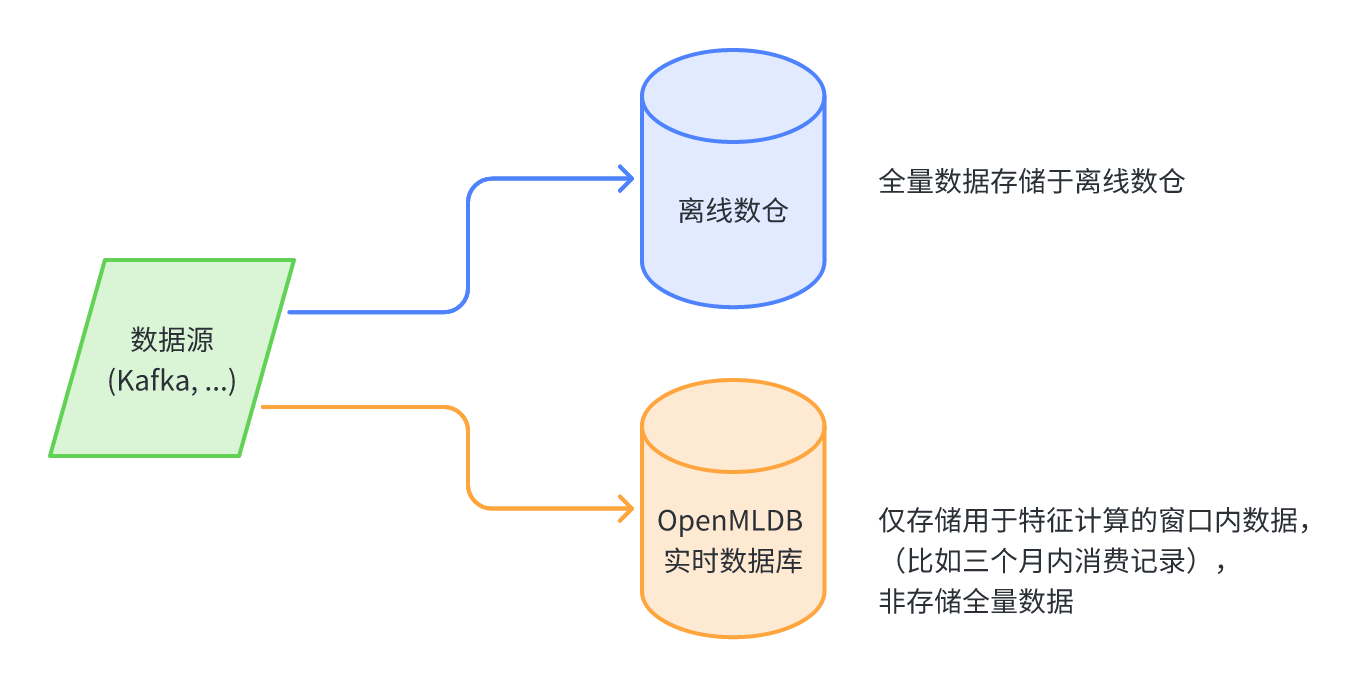 离线数仓
全量数据存储于离线数仓
数据源
(Kafka, ...)
OpenMLDB
实时数据库
仅存储用于特征计算的窗口内数据，
（比如三个月内消费记录），
非存储全量数据